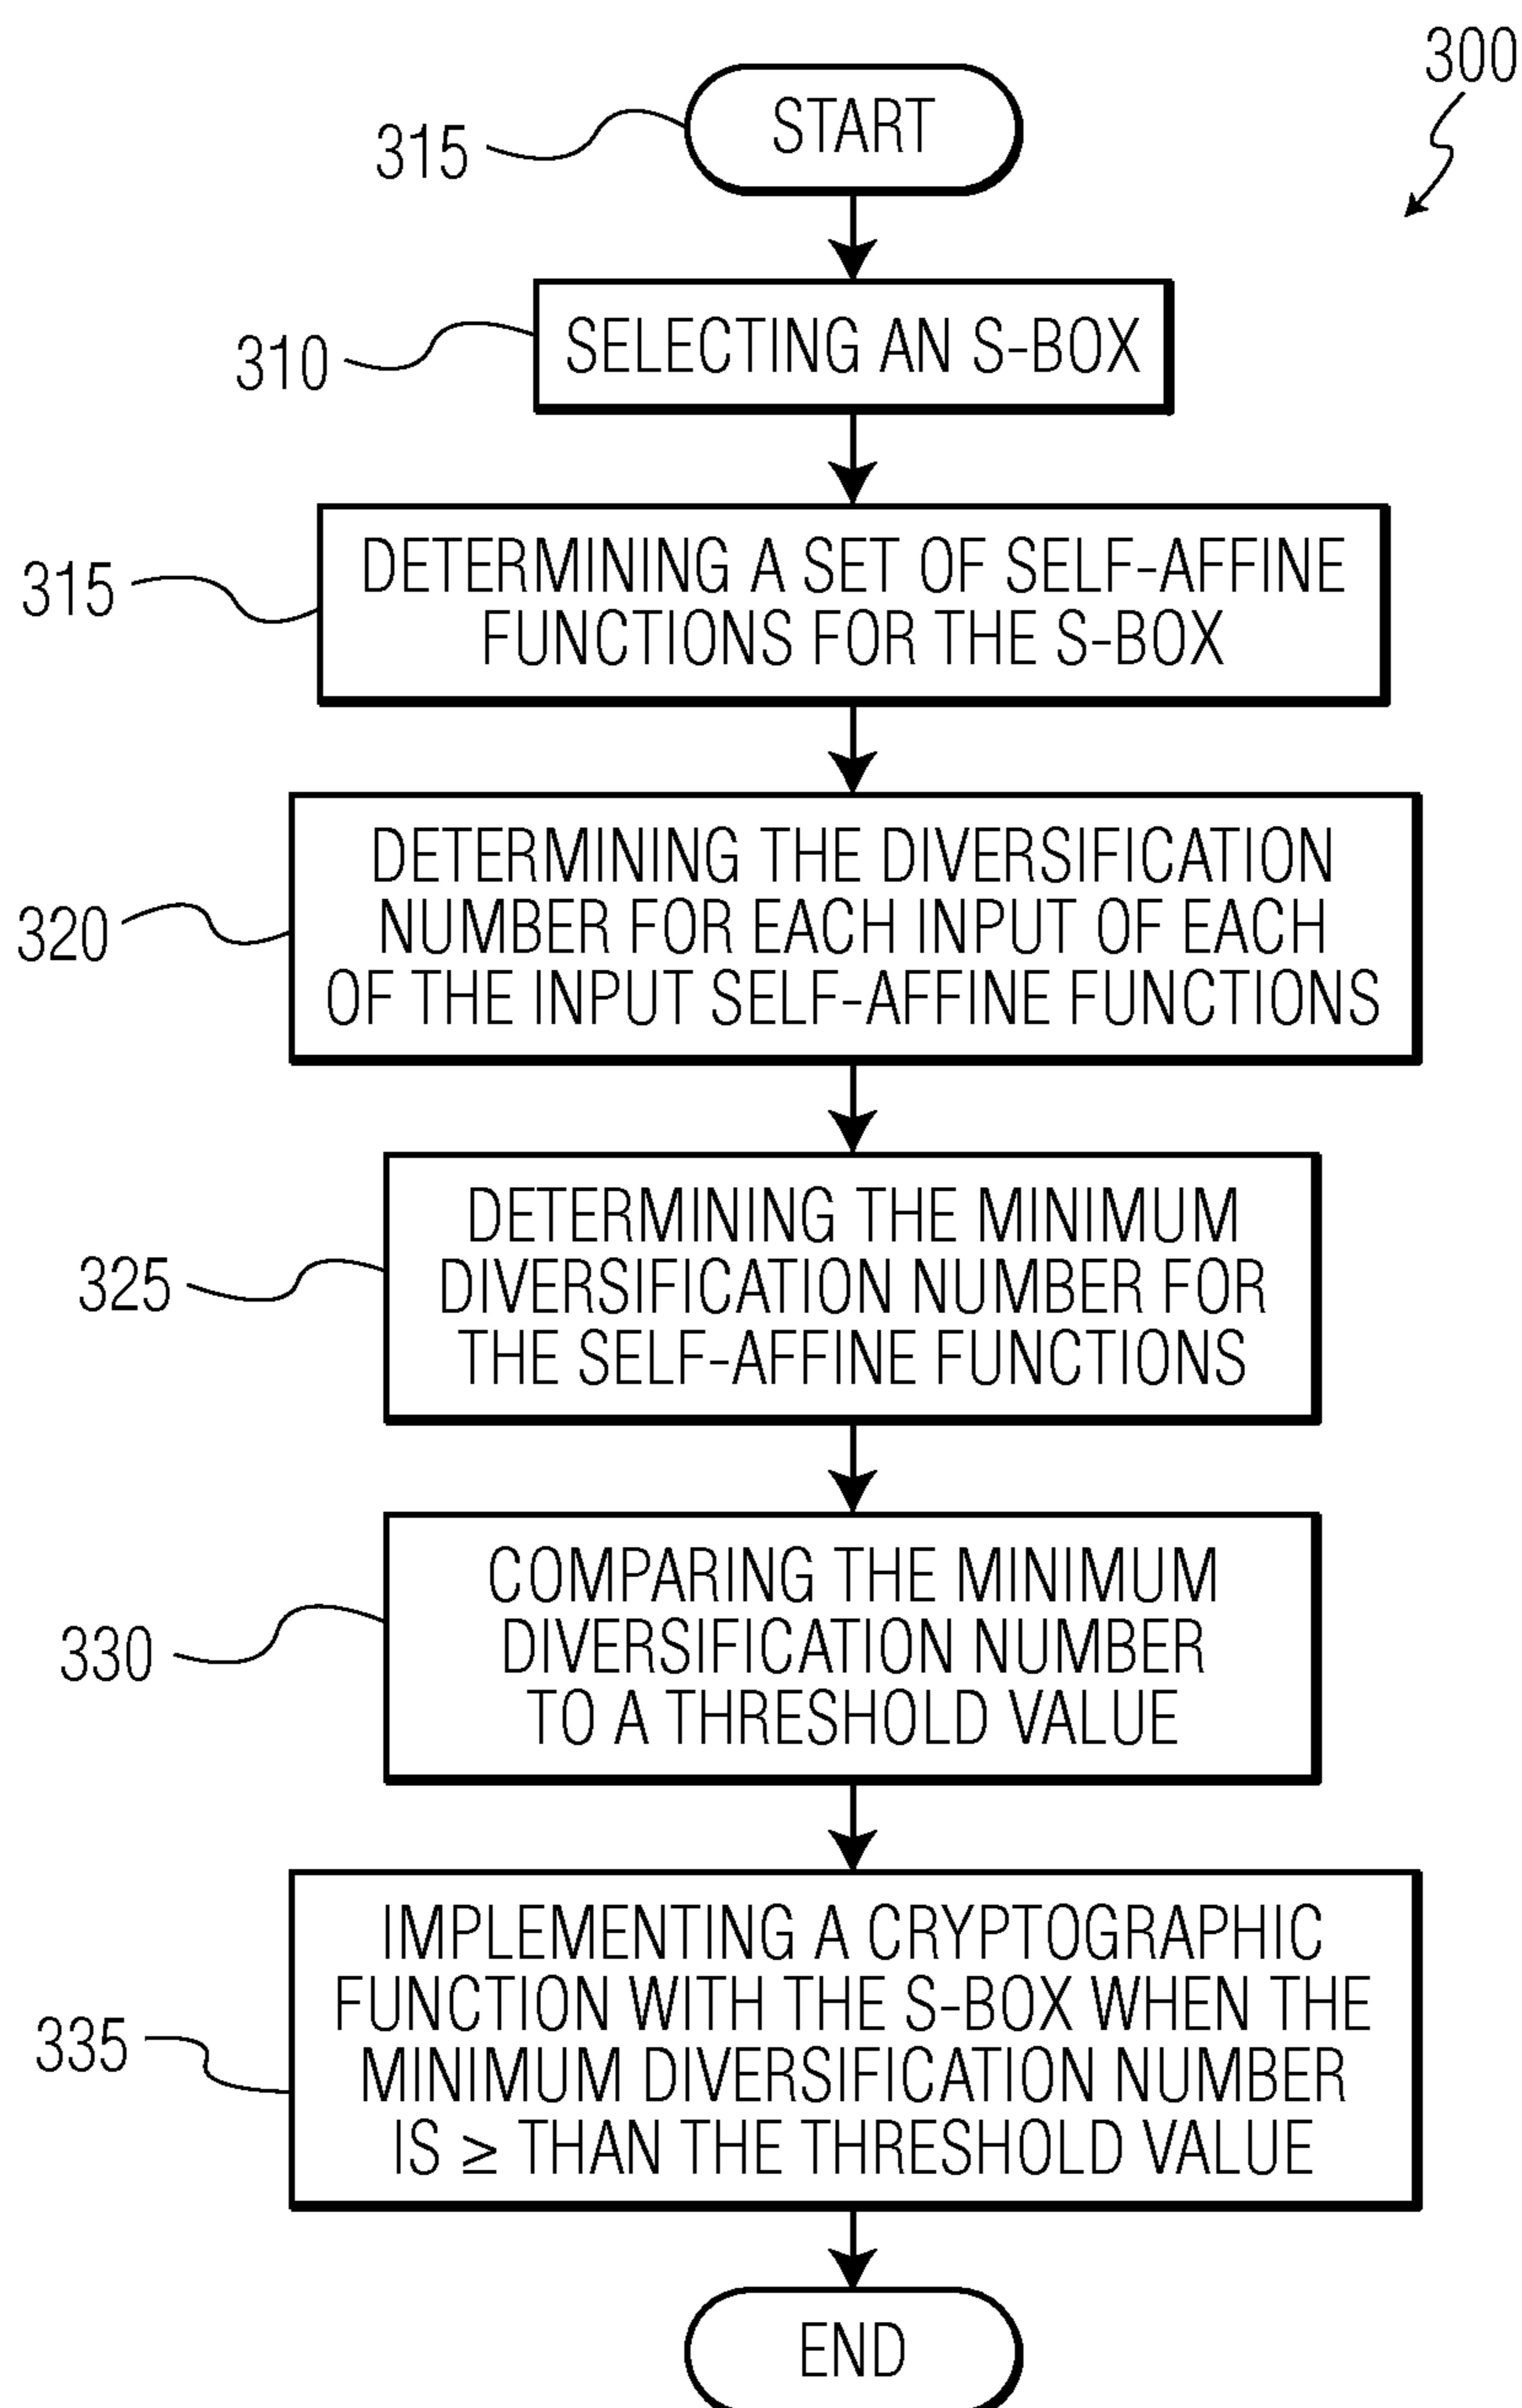 300
START
315
310
SELECTING AN S-BOX
315
DETERMINING A SET OF SELF-AFFINE
FUNCTIONS FOR THE S-BOX
320
DETERMINING THE DIVERSIFICATION
NUMBER FOR EACH INPUT OF EACH
OF THE INPUT SELF-AFFINE FUNCTIONS
325
DETERMINING THE MINIMUM
DIVERSIFICATION NUMBER FOR
THE SELF-AFFINE FUNCTIONS
330
COMPARING THE MINIMUM
DIVERSIFICATION NUMBER
TO A THRESHOLD VALUE
335
IMPLEMENTING A CRYPTOGRAPHIC
FUNCTION WITH THE S-BOX WHEN THE
MINIMUM DIVERSIFICATION NUMBER
IS ≥ THAN THE THRESHOLD VALUE
END